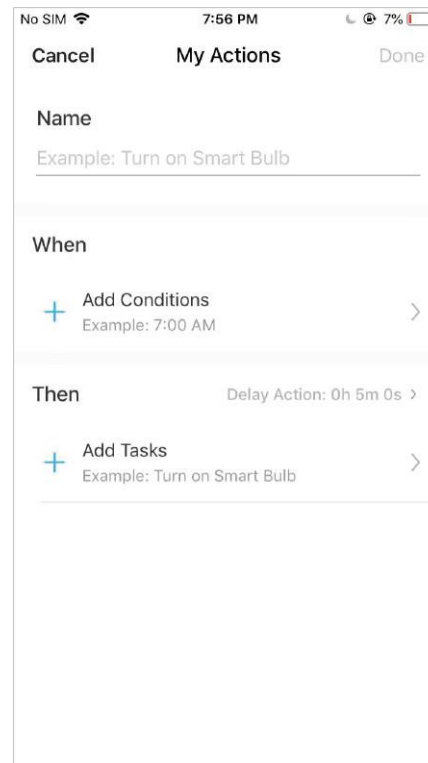 No SIM 7:56 PM 7%
Cancel My Actions Done
Name
Example: Turn on Smart Bulb
When
Add Conditions
Example: 7:00 AM
Then Delay Action: 0h 5m 0s
Add Tasks
Example: Turn on Smart Bulb